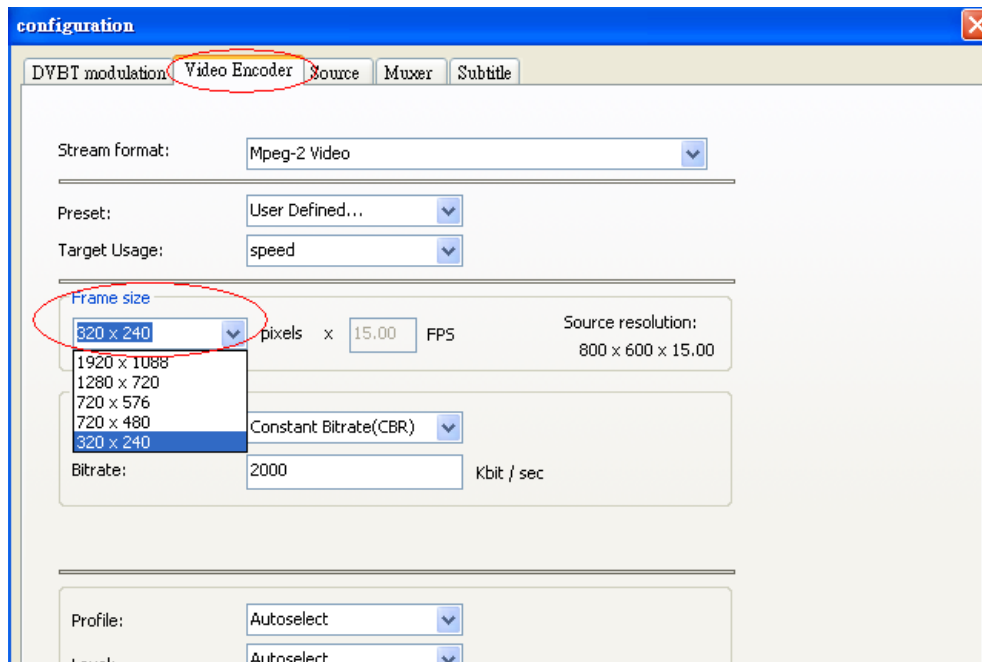 configuration
DVBT modulation Video Encoder Source Muxer Subtitle
Stream format: Mpeg-2 Video
Preset: User Defined...
Target Usage: speed
Frame size
320 x 240 pixels x 15.00 FPS
Source resolution:
800 x 600 x 15.00
1920 x 1088
1280 x 720
720 x 576
720 x 480
320 x 240
Constant Bitrate(CBR)
Bitrate: 2000 Kbit / sec
Profile: Autoselect
Autoselect